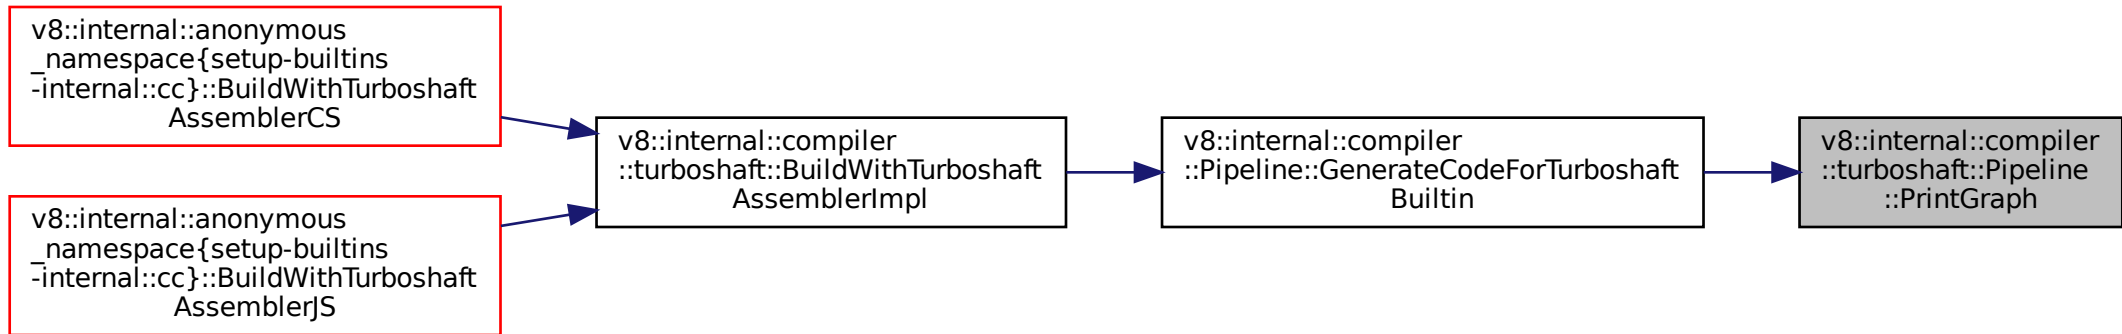 v8::internal::anonymous
_namespace{setup-builtins
-internal::cc}::BuildWithTurboshaft
AssemblerCS
v8::internal::anonymous
_namespace{setup-builtins
-internal::cc}::BuildWithTurboshaft
AssemblerJS
v8::internal::compiler
::turboshaft::BuildWithTurboshaft
AssemblerImpl
v8::internal::compiler
::Pipeline::GenerateCodeForTurboshaft
Builtin
v8::internal::compiler
::turboshaft::Pipeline
::PrintGraph